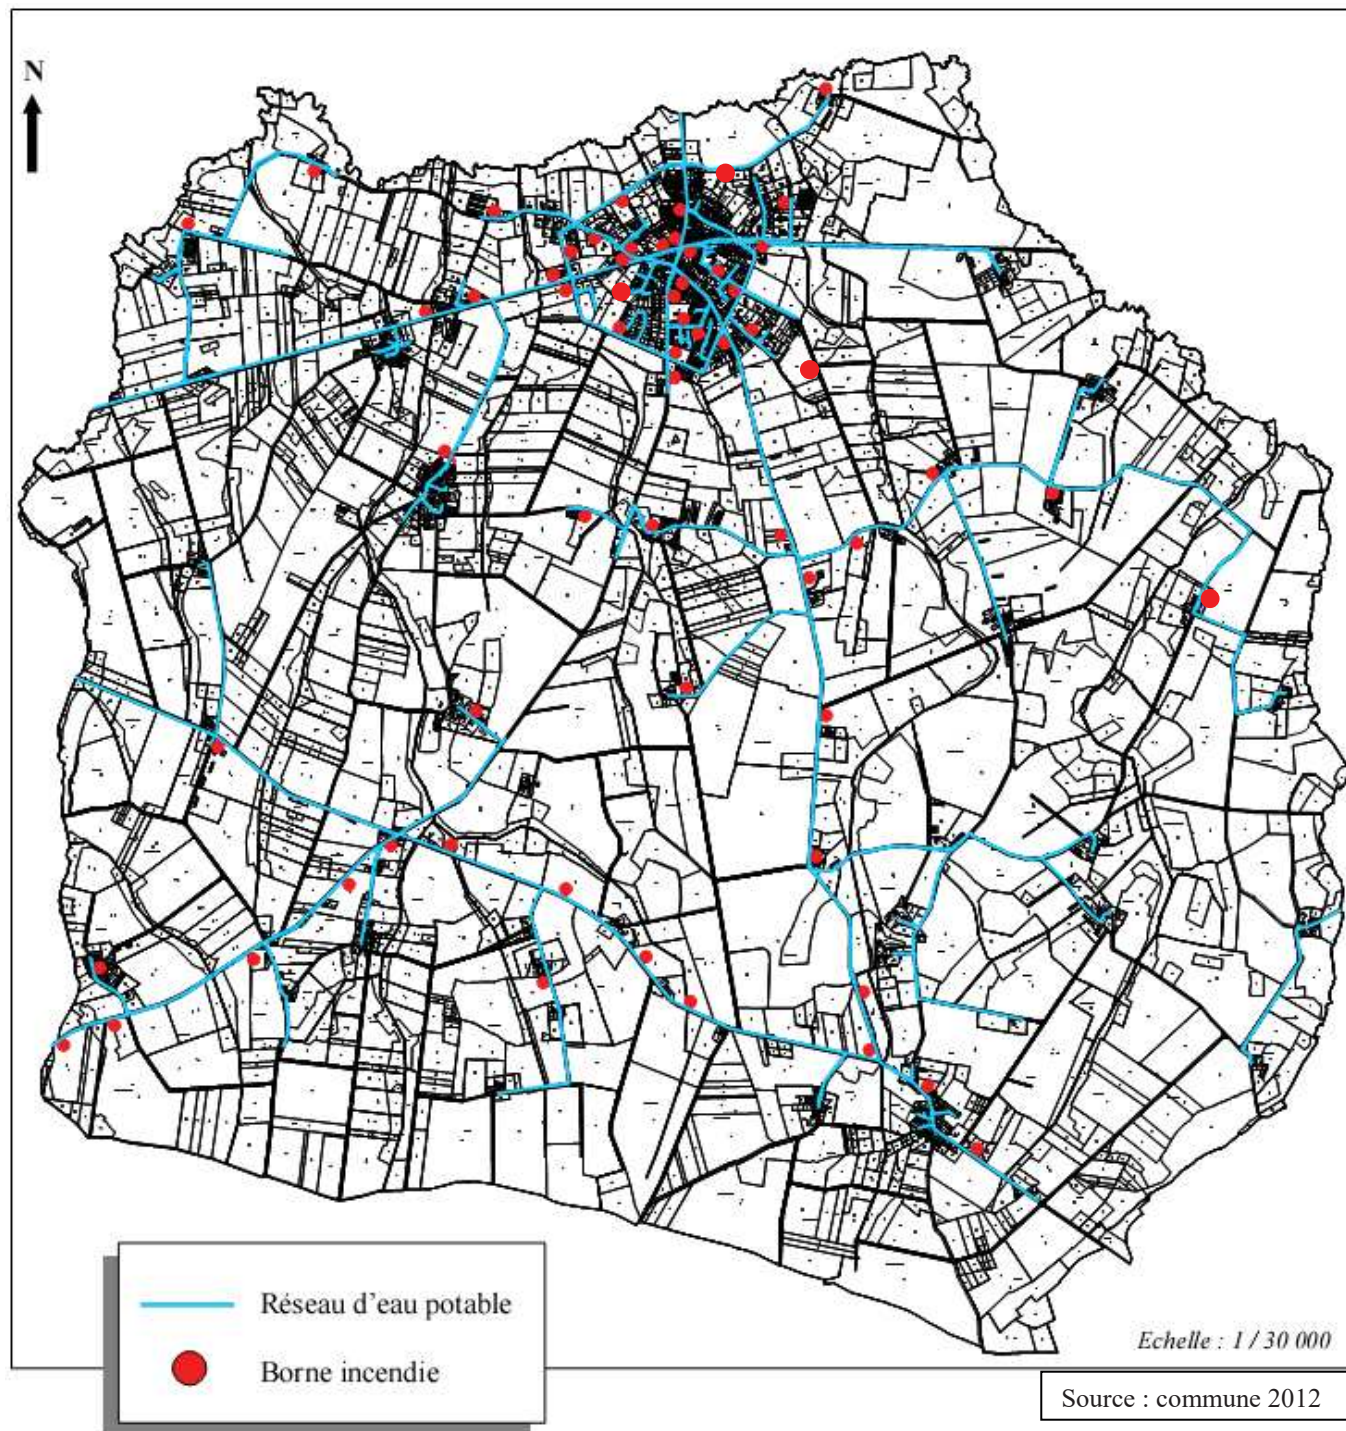 N
Réseau d'eau potable
Borne incendie
Echelle : 1 / 30 000
Source : commune 2012